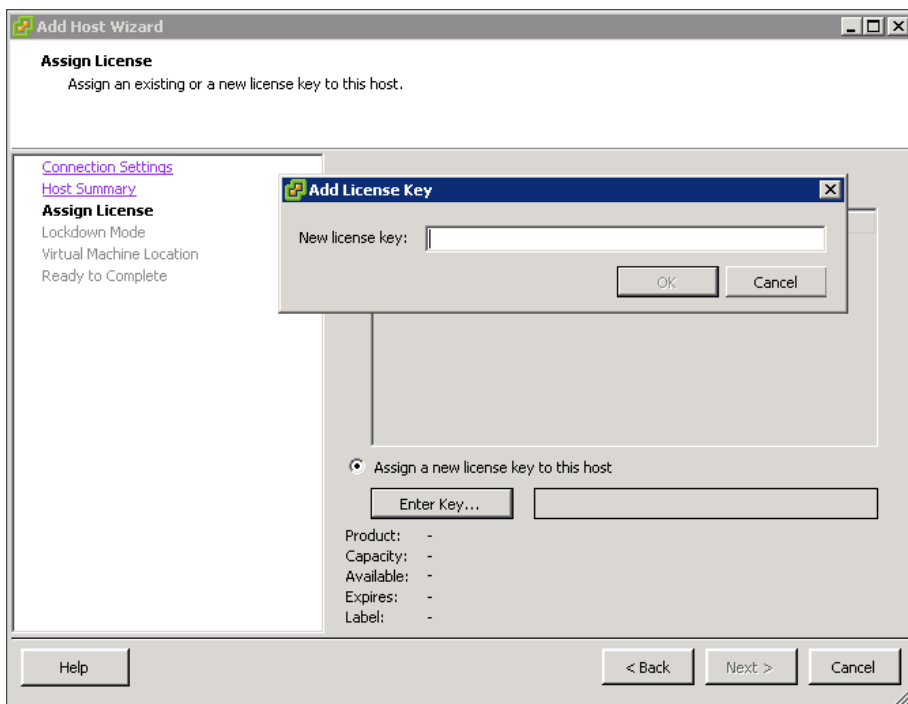 Add Host Wizard
Assign License
Assign an existing or a new license key to this host.
Connection Settings
Host Summary
Assign License
Lockdown Mode
Virtual Machine Location
Ready to Complete
Add License Key
New license key:
OK
Cancel
Assign a new license key to this host
Enter Key...
Product: -
Capacity: -
Available: -
Expires: -
Label: -
Help
< Back
Next >
Cancel